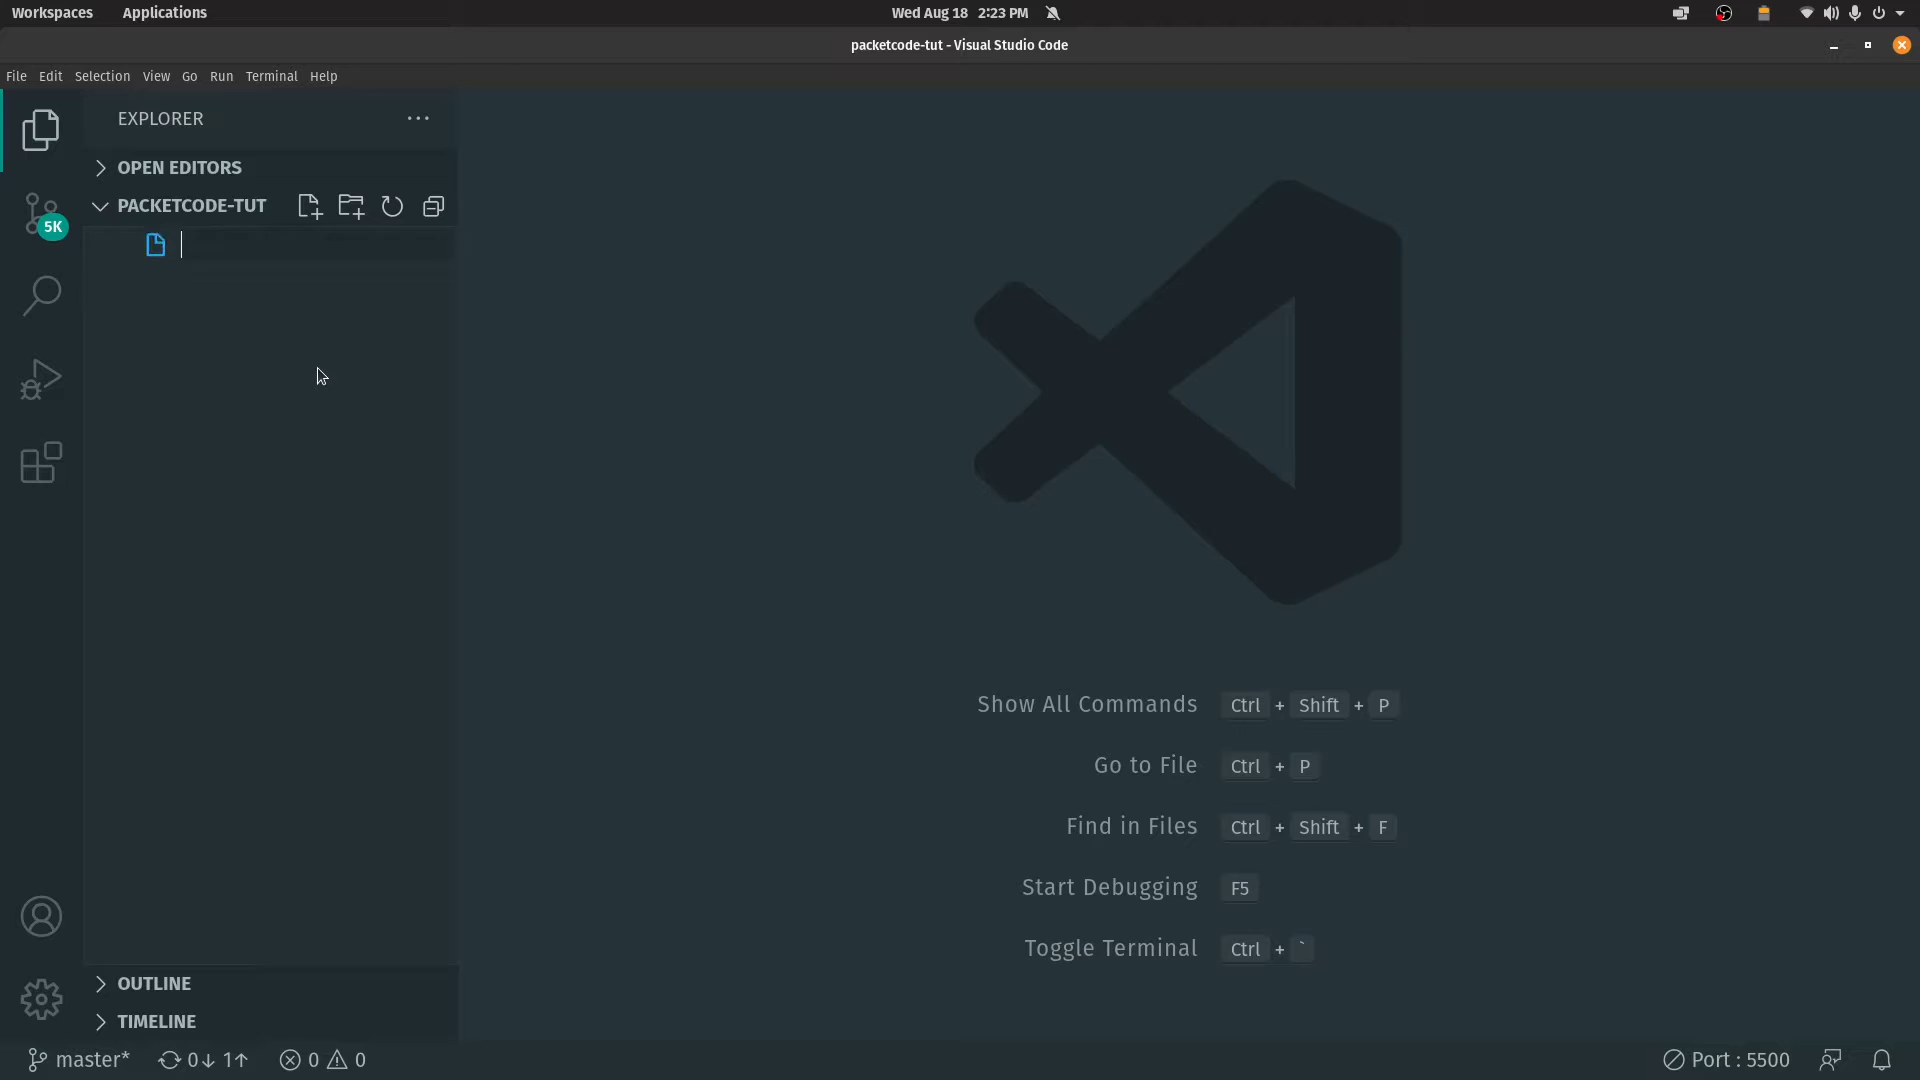 Workspaces Applications Wed Aug 18 2:23 PM
packetcode-tut - Visual Studio Code
File Edit Selection View Go Run Terminal Help
EXPLORER
OPEN EDITORS
PACKETCODE-TUT
5K
Show All Commands Ctrl + Shift + P
Go to File Ctrl + P
Find in Files Ctrl + Shift + F
Start Debugging F5
Toggle Terminal Ctrl + `
OUTLINE
TIMELINE
master* 0↓ 1↑ 0 0 Port : 5500